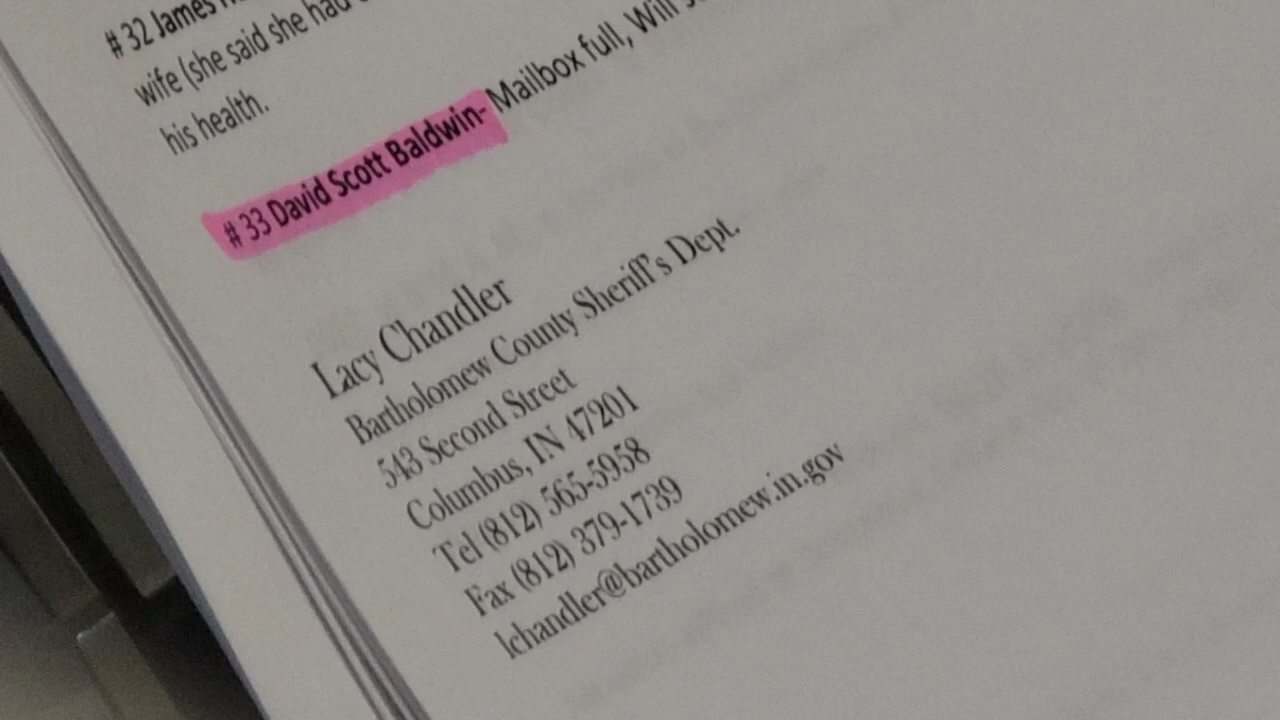 # 32 James
wife (she said she had
his health.
# 33 David Scott Baldwin- Mailbox full, Will
Lacy Chandler
Bartholomew County Sheriff's Dept.
543 Second Street
Columbus, IN 47201
Tel (812) 565-5958
Fax (812) 379-1739
lchandler@bartholomew.in.gov